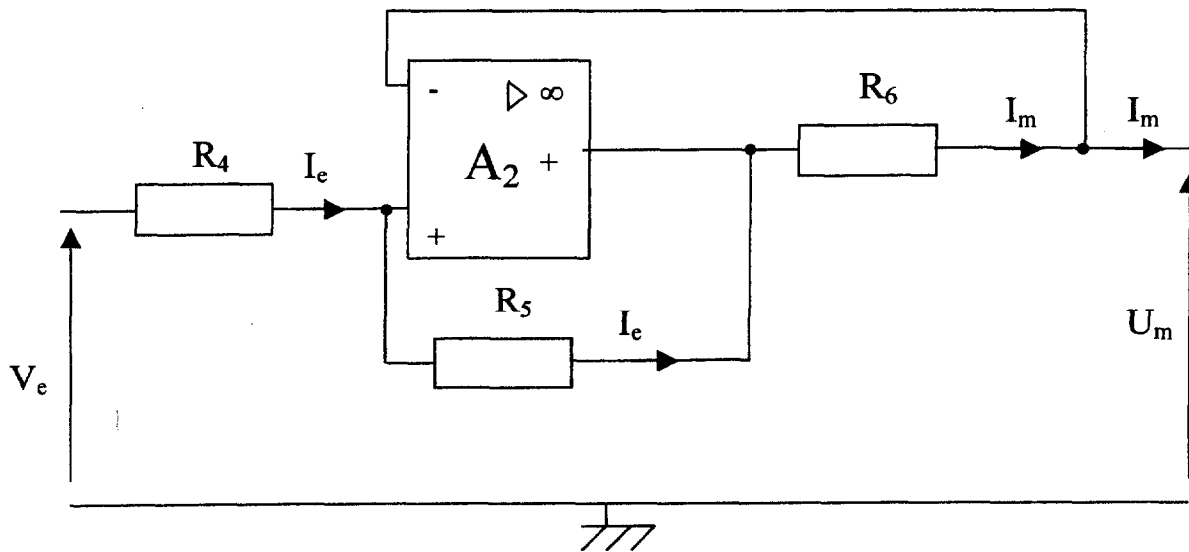 - ▷ ∞
R₆
Iₘ Iₘ
R₄
Iₑ
A₂ +
+
R₅
Iₑ
Vₑ
Uₘ